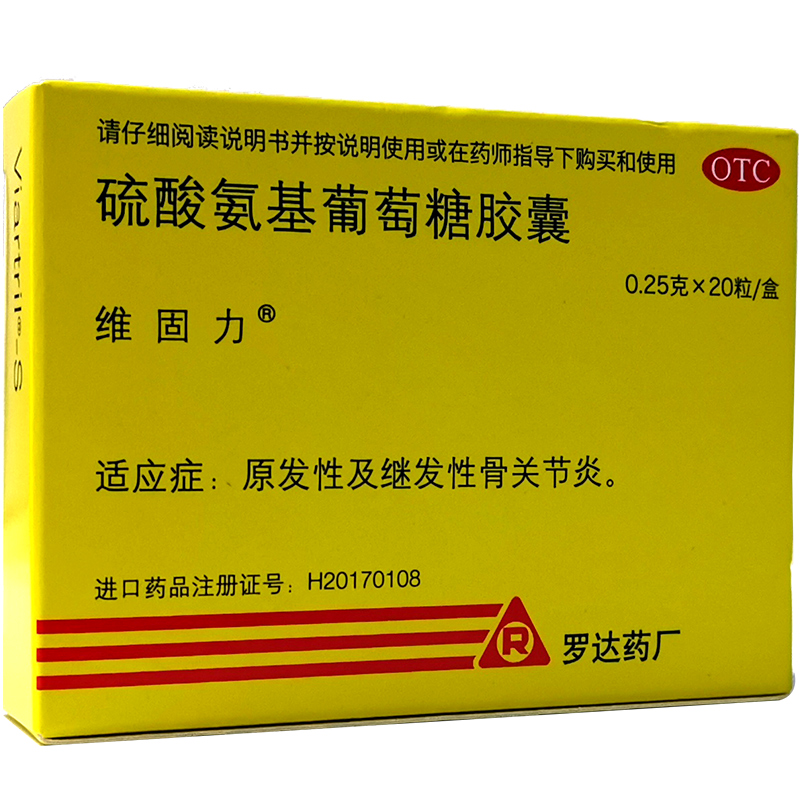 请仔细阅读说明书并按说明使用或在药师指导下购买和使用
OTC
硫酸氨基葡萄糖胶囊
0.25克×20粒/盒
维固力®
适应症：原发性及继发性骨关节炎。
进口药品注册证号：H20170108
R 罗达药厂
Viartril®-S